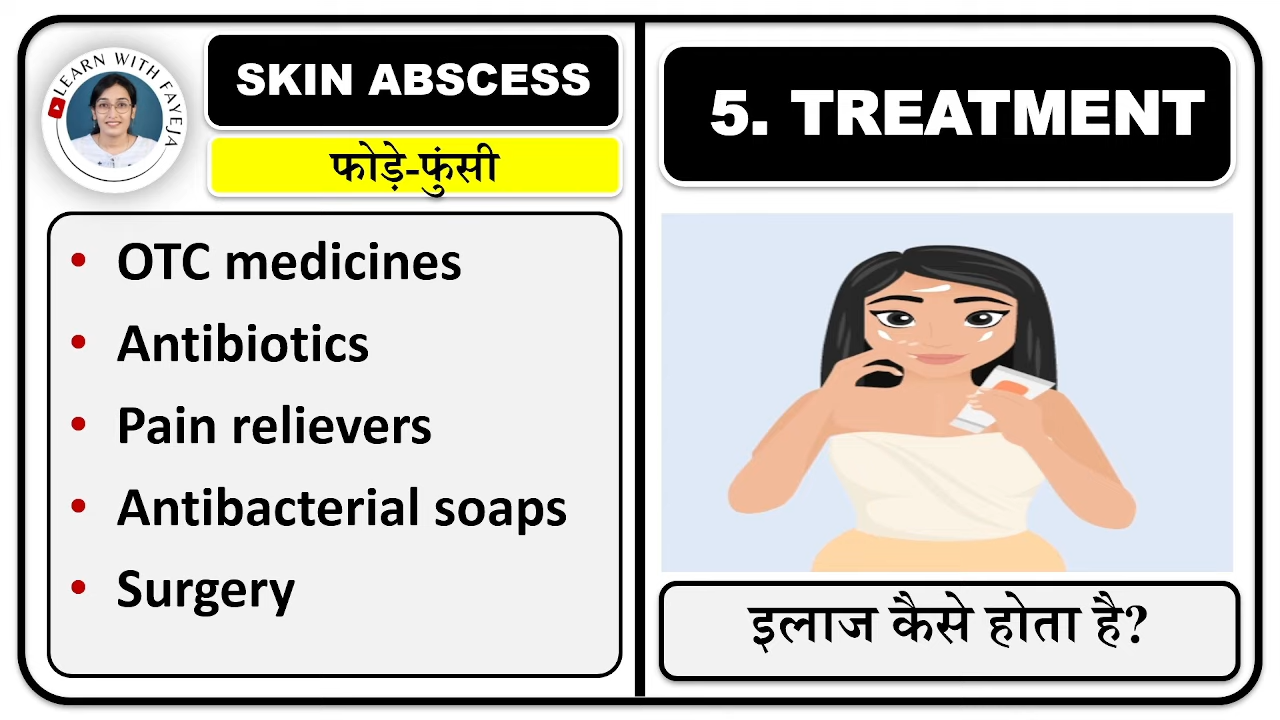 LEARN WITH FAYEJA
SKIN ABSCESS
फोड़े-फुंसी
• OTC medicines
• Antibiotics
• Pain relievers
• Antibacterial soaps
• Surgery
5. TREATMENT
इलाज कैसे होता है?